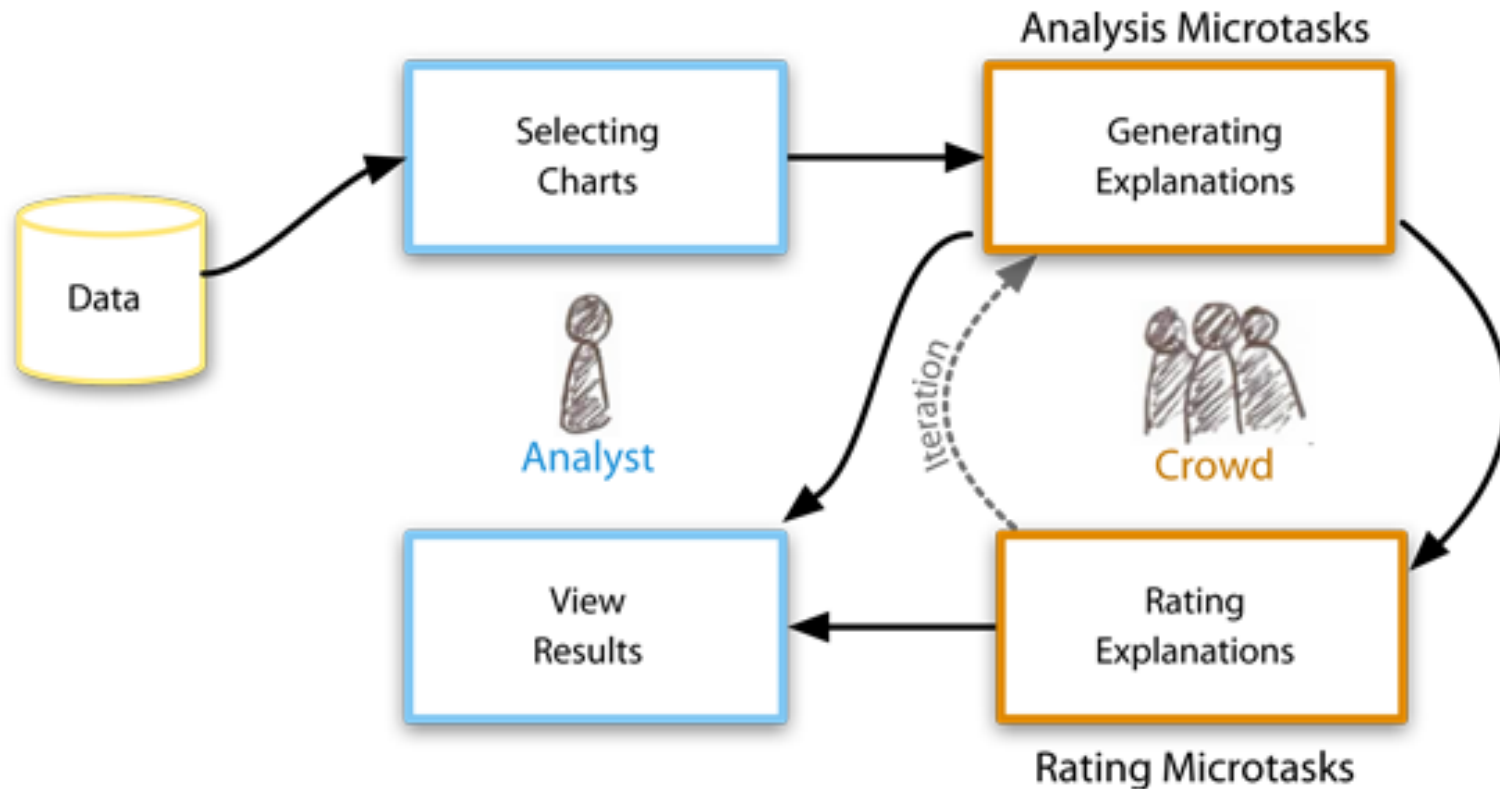 Analysis Microtasks
Selecting
Charts
Generating
Explanations
Data
Analyst
Iteration
Crowd
View
Results
Rating
Explanations
Rating Microtasks